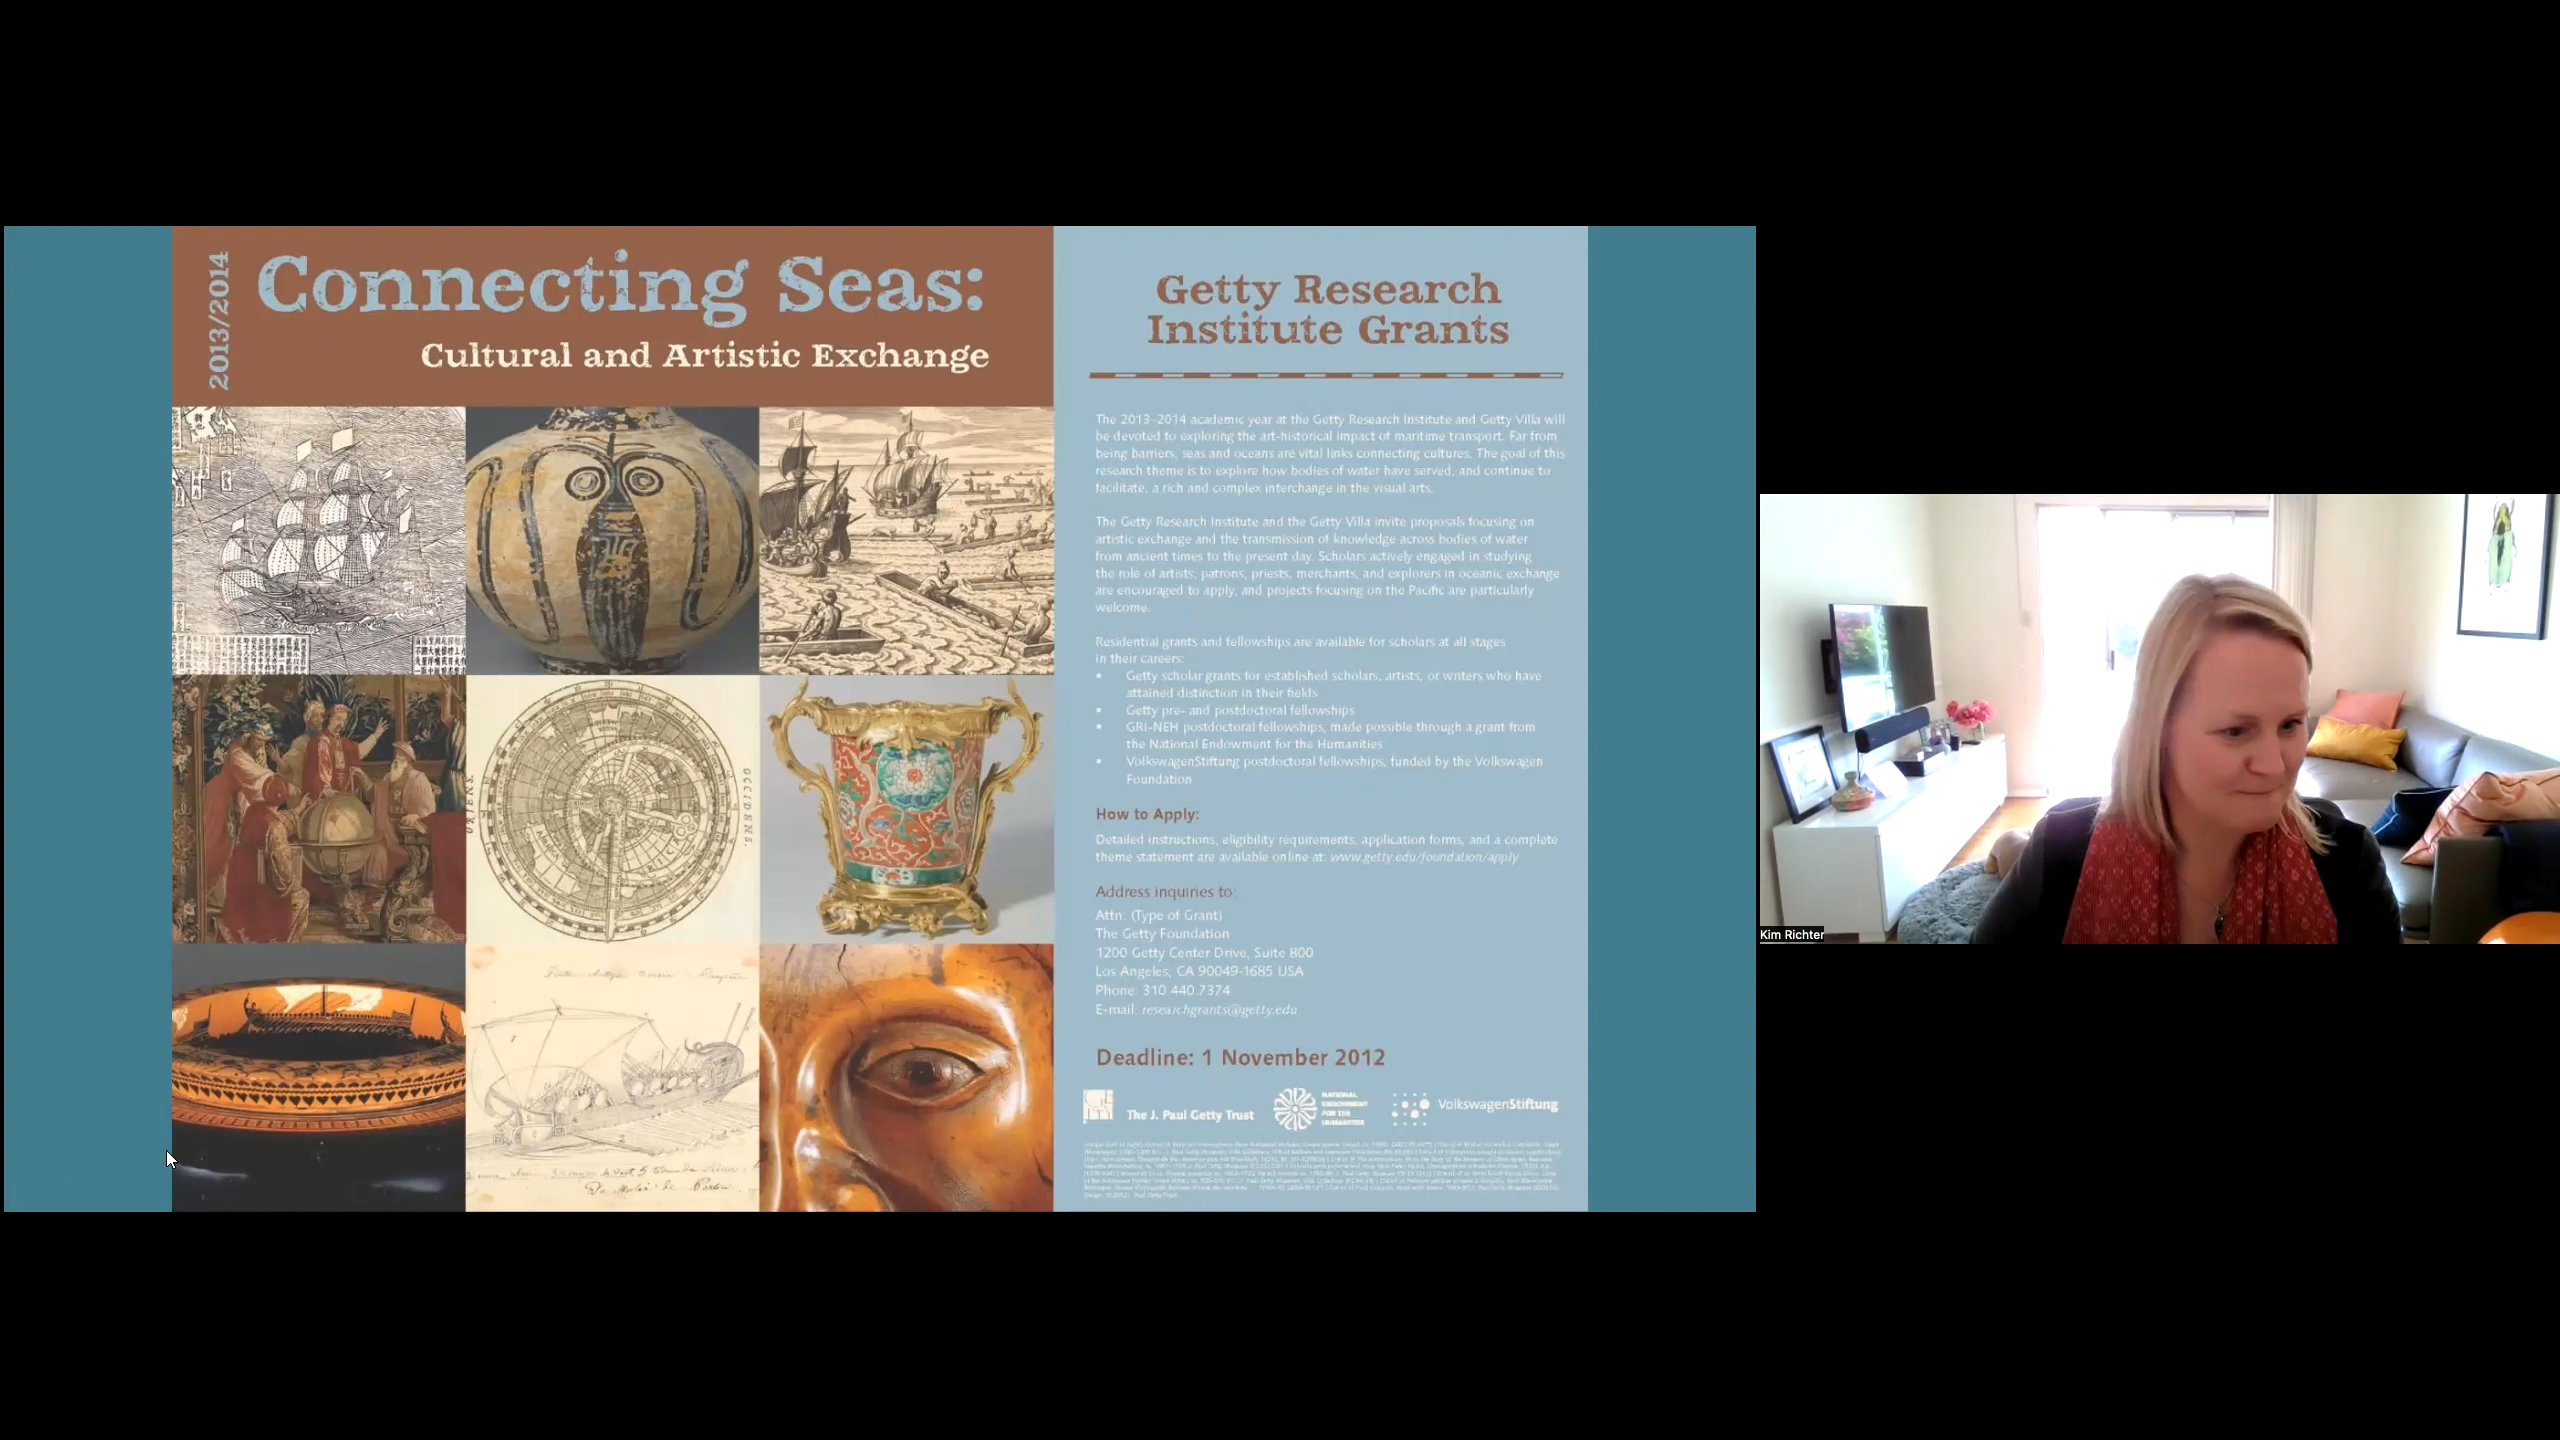 2013/2014
Connecting Seas:
Cultural and Artistic Exchange
ORIENS.
OCCIDENS.
Getty Research
Institute Grants
The 2013–2014 academic year at the Getty Research Institute and Getty Villa will
be devoted to exploring the art-historical impact of maritime transport. Far from
being barriers, seas and oceans are vital links connecting cultures. The goal of this
research theme is to explore how bodies of water have served, and continue to
facilitate, a rich and complex interchange in the visual arts.
The Getty Research Institute and the Getty Villa invite proposals focusing on
artistic exchange and the transmission of knowledge across bodies of water
from ancient times to the present day. Scholars actively engaged in studying
the role of artists, patrons, priests, merchants, and explorers in oceanic exchange
are encouraged to apply, and projects focusing on the Pacific are particularly
welcome.
Residential grants and fellowships are available for scholars at all stages
in their careers:
• Getty scholar grants for established scholars, artists, or writers who have
attained distinction in their fields
• Getty pre- and postdoctoral fellowships
• GRI-NEH postdoctoral fellowships, made possible through a grant from
the National Endowment for the Humanities
• VolkswagenStiftung postdoctoral fellowships, funded by the Volkswagen
Foundation
How to Apply:
Detailed instructions, eligibility requirements, application forms, and a complete
theme statement are available online at: www.getty.edu/foundation/apply
Address inquiries to:
Attn: (Type of Grant)
The Getty Foundation
1200 Getty Center Drive, Suite 800
Los Angeles, CA 90049-1685 USA
Phone: 310 440.7374
E-mail: researchgrants@getty.edu
Deadline: 1 November 2012
The J. Paul Getty Trust
NATIONAL
ENDOWMENT
FOR THE
HUMANITIES
VolkswagenStiftung
Kim Richter